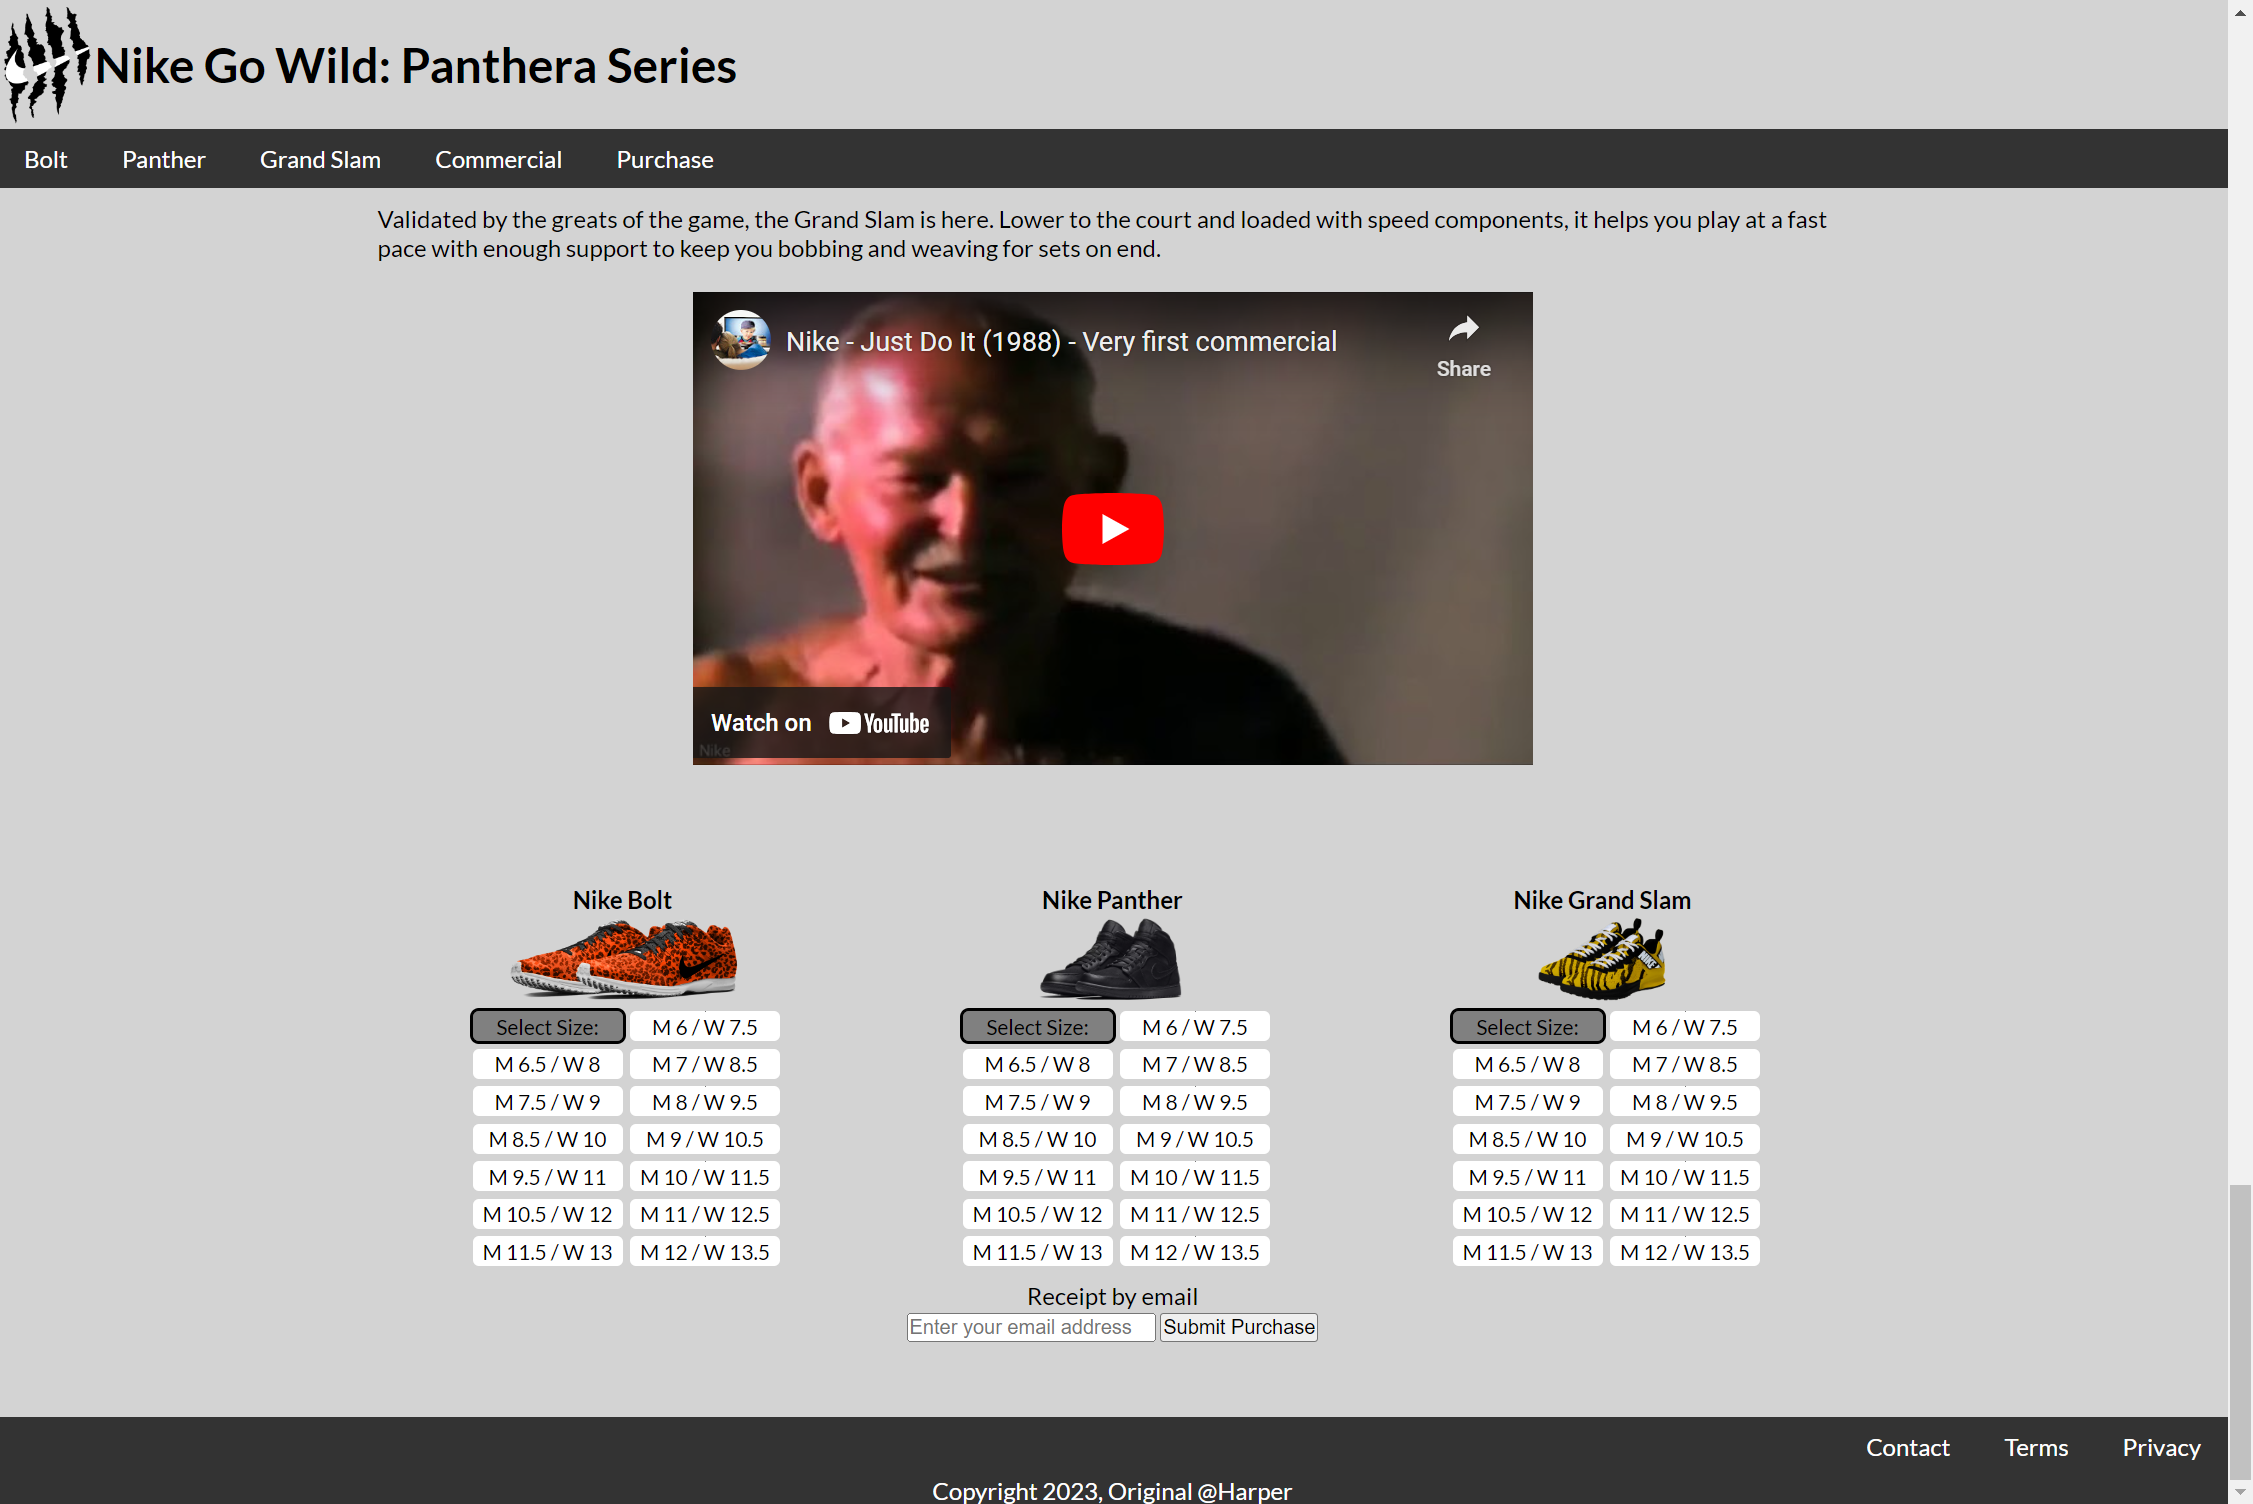 Nike Go Wild: Panthera Series
Bolt Panther Grand Slam Commercial Purchase
Validated by the greats of the game, the Grand Slam is here. Lower to the court and loaded with speed components, it helps you play at a fast
pace with enough support to keep you bobbing and weaving for sets on end.
Nike - Just Do It (1988) - Very first commercial
Share
Watch on YouTube
Nike
Nike Bolt
Select Size: M 6 / W 7.5
M 6.5 / W 8 M 7 / W 8.5
M 7.5 / W 9 M 8 / W 9.5
M 8.5 / W 10 M 9 / W 10.5
M 9.5 / W 11 M 10 / W 11.5
M 10.5 / W 12 M 11 / W 12.5
M 11.5 / W 13 M 12 / W 13.5
Nike Panther
Select Size: M 6 / W 7.5
M 6.5 / W 8 M 7 / W 8.5
M 7.5 / W 9 M 8 / W 9.5
M 8.5 / W 10 M 9 / W 10.5
M 9.5 / W 11 M 10 / W 11.5
M 10.5 / W 12 M 11 / W 12.5
M 11.5 / W 13 M 12 / W 13.5
Nike Grand Slam
NIKE
Select Size: M 6 / W 7.5
M 6.5 / W 8 M 7 / W 8.5
M 7.5 / W 9 M 8 / W 9.5
M 8.5 / W 10 M 9 / W 10.5
M 9.5 / W 11 M 10 / W 11.5
M 10.5 / W 12 M 11 / W 12.5
M 11.5 / W 13 M 12 / W 13.5
Receipt by email
Enter your email address Submit Purchase
Contact Terms Privacy
Copyright 2023, Original @Harper